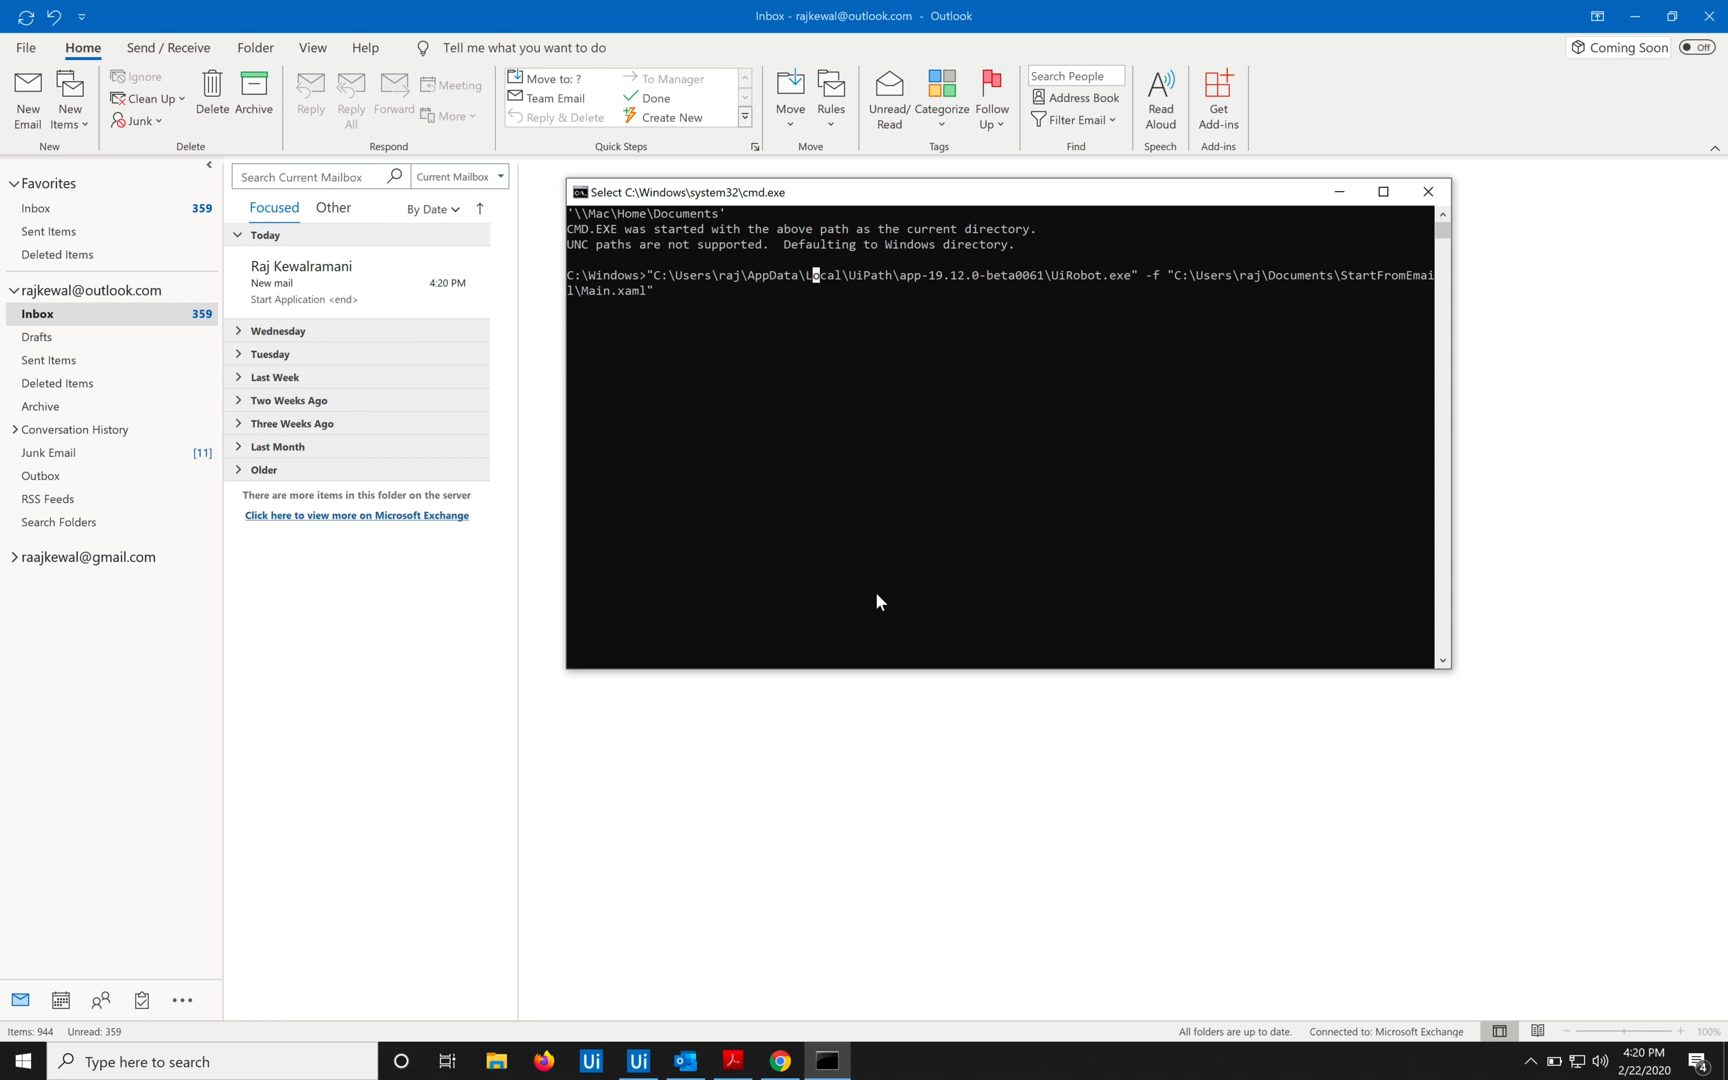 Inbox - rajkewal@outlook.com - Outlook
File Home Send / Receive Folder View Help Tell me what you want to do
Coming Soon Off
New Email
New Items
Ignore
Clean Up
Junk
Delete
Archive
Reply
Reply All
Forward
Meeting
More
Move to: ?
Team Email
Reply & Delete
To Manager
Done
Create New
Move
Rules
Unread/ Read
Categorize
Follow Up
Search People
Address Book
Filter Email
Read Aloud
Get Add-ins
New Delete Respond Quick Steps Move Tags Find Speech Add-ins
Favorites
Inbox 359
Sent Items
Deleted Items
rajkewal@outlook.com
Inbox 359
Drafts
Sent Items
Deleted Items
Archive
Conversation History
Junk Email [11]
Outbox
RSS Feeds
Search Folders
raajkewal@gmail.com
Search Current Mailbox Current Mailbox
Focused Other By Date
Today
Raj Kewalramani
New mail 4:20 PM
Start Application <end>
Wednesday
Tuesday
Last Week
Two Weeks Ago
Three Weeks Ago
Last Month
Older
There are more items in this folder on the server
Click here to view more on Microsoft Exchange
Select C:\Windows\system32\cmd.exe
'\\Mac\Home\Documents'
CMD.EXE was started with the above path as the current directory.
UNC paths are not supported.  Defaulting to Windows directory.
C:\Windows>"C:\Users\raj\AppData\Local\UiPath\app-19.12.0-beta0061\UiRobot.exe" -f "C:\Users\raj\Documents\StartFromEmai
l\Main.xaml"
Items: 944 Unread: 359
All folders are up to date. Connected to: Microsoft Exchange 100%
Type here to search
Ui Ui
4:20 PM
2/22/2020
4